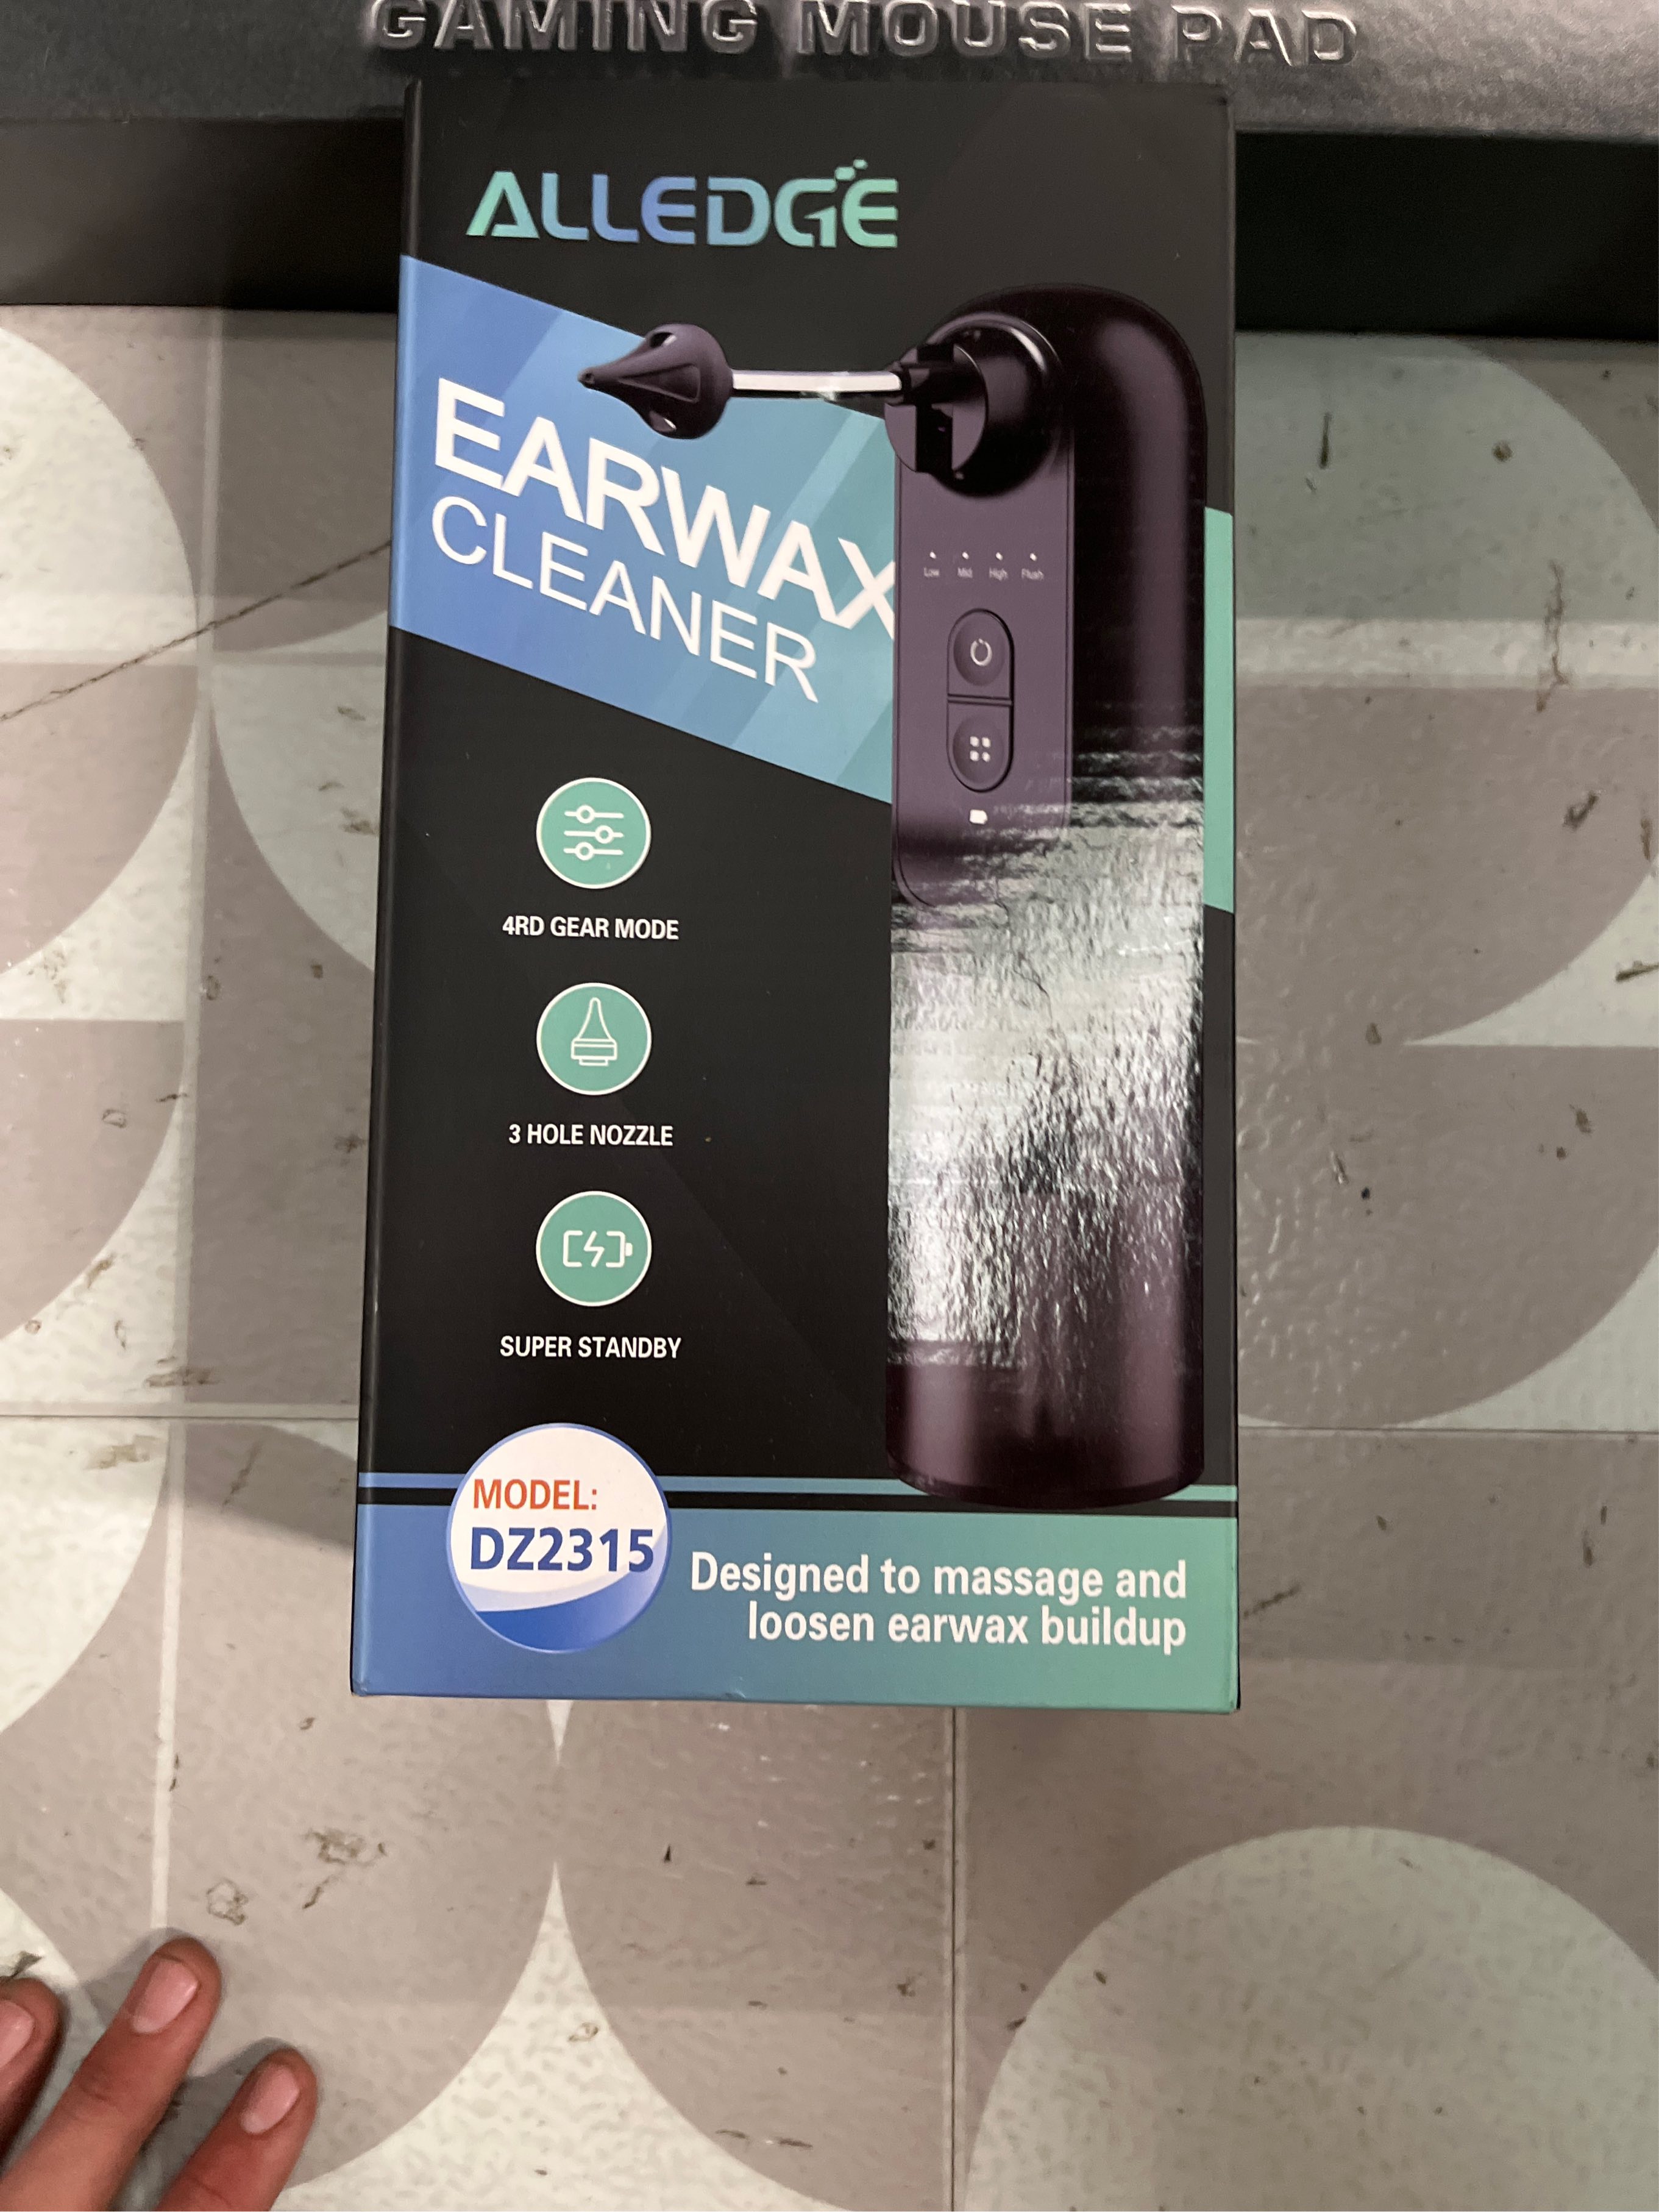 GAMING MOUSE PAD
ALLEDGE
EARWAX
CLEANER
Low Mid High Flush
4RD GEAR MODE
3 HOLE NOZZLE
SUPER STANDBY
MODEL:
DZ2315
Designed to massage and
loosen earwax buildup